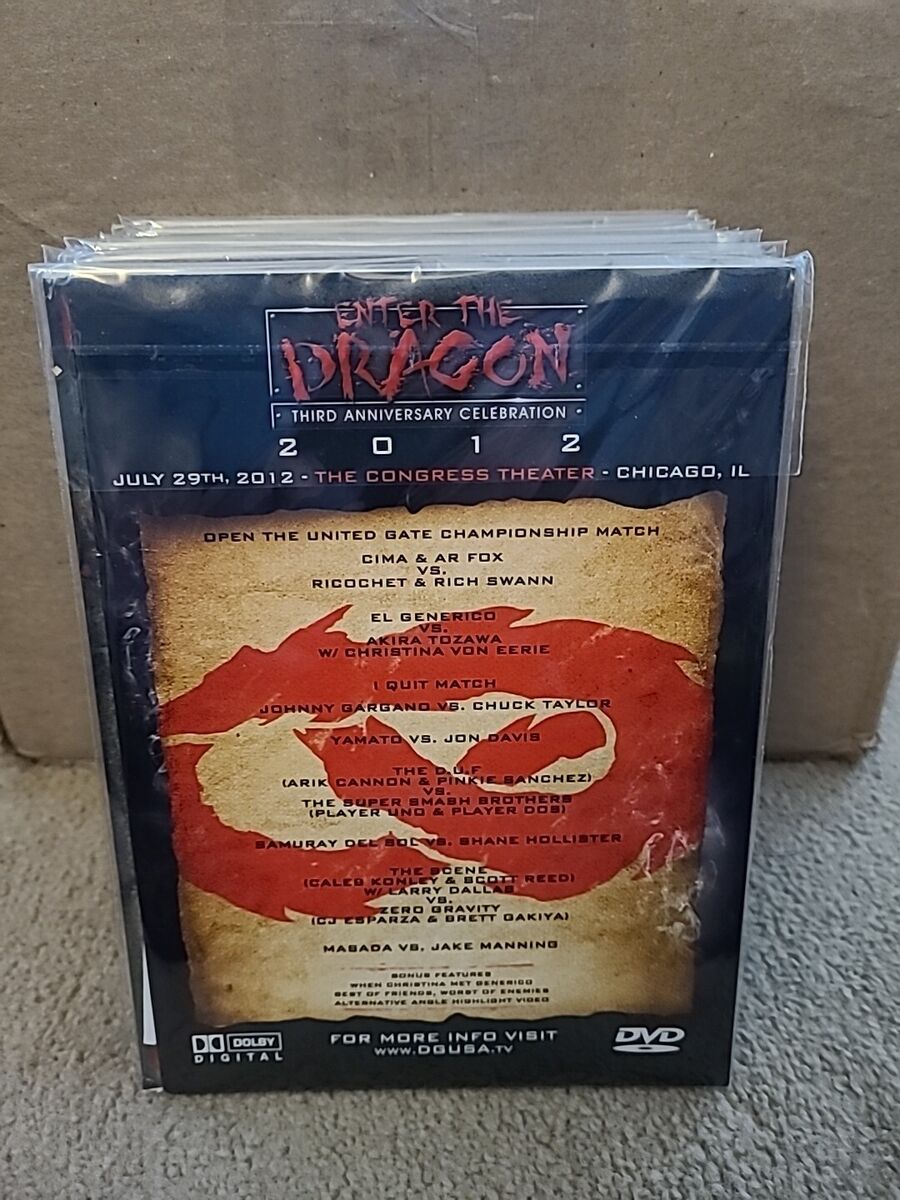 ENTER THE
DRAGON
· THIRD ANNIVERSARY CELEBRATION ·
2 0 1 2
JULY 29TH, 2012 - THE CONGRESS THEATER - CHICAGO, IL
OPEN THE UNITED GATE CHAMPIONSHIP MATCH
CIMA & AR FOX
VS.
RICOCHET & RICH SWANN
EL GENERICO
VS.
AKIRA TOZAWA
W/ CHRISTINA VON EERIE
I QUIT MATCH
JOHNNY GARGANO VS. CHUCK TAYLOR
YAMATO VS. JON DAVIS
THE D.U.F
(ARIK CANNON & PINKIE SANCHEZ)
VS.
THE SUPER SMASH BROTHERS
(PLAYER UNO & PLAYER DOS)
SAMURAY DEL SOL VS. SHANE HOLLISTER
THE SCENE
(CALEB KONLEY & SCOTT REED)
W/ LARRY DALLAS
VS.
ZERO GRAVITY
(CJ ESPARZA & BRETT GAKIYA)
MASADA VS. JAKE MANNING
BONUS FEATURES
WHEN CHRISTINA MET GENERICO
BEST OF FRIENDS, WORST OF ENEMIES
ALTERNATIVE ANGLE HIGHLIGHT VIDEO
DOLBY
DIGITAL
FOR MORE INFO VISIT
WWW.DGUSA.TV
DVD